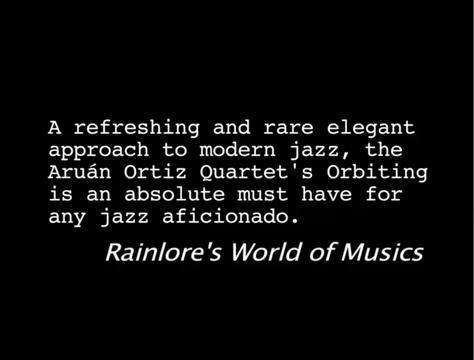 A refreshing and rare elegant
approach to modern jazz, the
Aruán Ortiz Quartet's Orbiting
is an absolute must have for
any jazz aficionado.
Rainlore's World of Musics